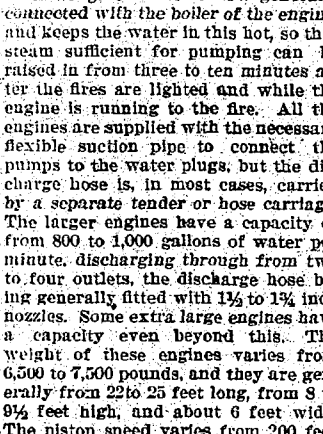 connected with the boiler of the engin
and keeps the water in this hot, so th
steam sufficient for pumping can
raised in from three to ten minutes a
ter the fires are lighted and while t
engine is running to the fire. All t
engines are supplied with the necessa
flexible suction pipe to connect t
pumps to the water plugs, but the di
charge hose is, in most cases, carri
by a separate tender or hose carriag
The larger engines have a capacity
from 800 to 1,000 gallons of water p
minute, discharging through from tw
to four outlets, the discharge hose b
ing generally fitted with 1½ to 1¾ inc
nozzles. Some extra large engines hav
a capacity even beyond this. Th
weight of these engines varies fro
6,500 to 7,500 pounds, and they are ge
erally from 22 to 25 feet long, from 8
9½ feet high, and about 6 feet wid
The piston speed varies from 200 fe